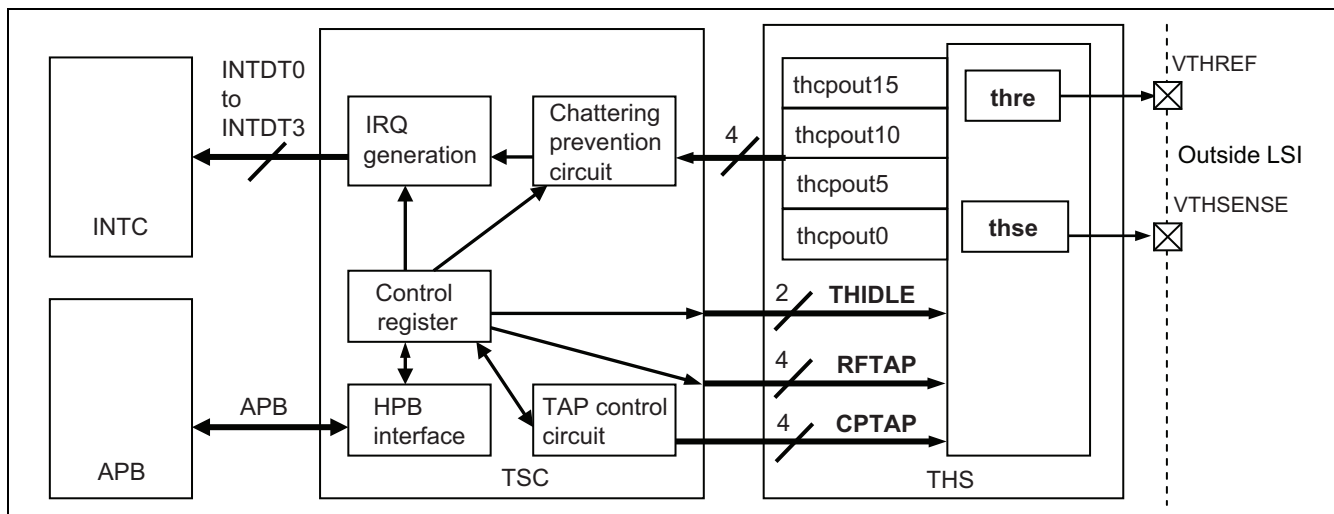 INTDT0
to
INTDT3
INTC
IRQ
generation
Chattering
prevention
circuit
4
thcpout15
thcpout10
thcpout5
thcpout0
thre
thse
VTHREF
Outside LSI
VTHSENSE
Control
register
2 THIDLE
4 RFTAP
4 CPTAP
APB
APB
HPB
interface
TAP control
circuit
TSC
THS